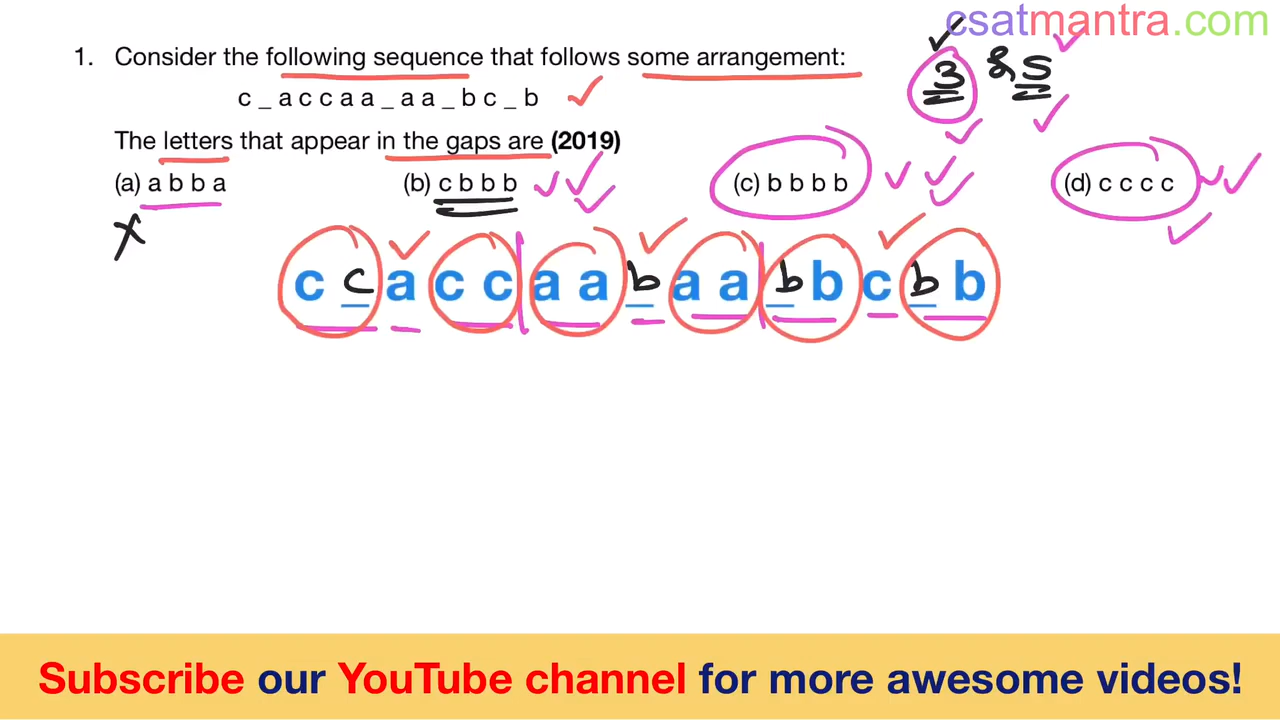 csatmantra.com
1. Consider the following sequence that follows some arrangement:
3 & 5
c _ a c c a a _ a a _ b c _ b
The letters that appear in the gaps are (2019)
(a) a b b a (b) c b b b (c) b b b b (d) c c c c
c c a c c a a b a a b b c b b
Subscribe our YouTube channel for more awesome videos!